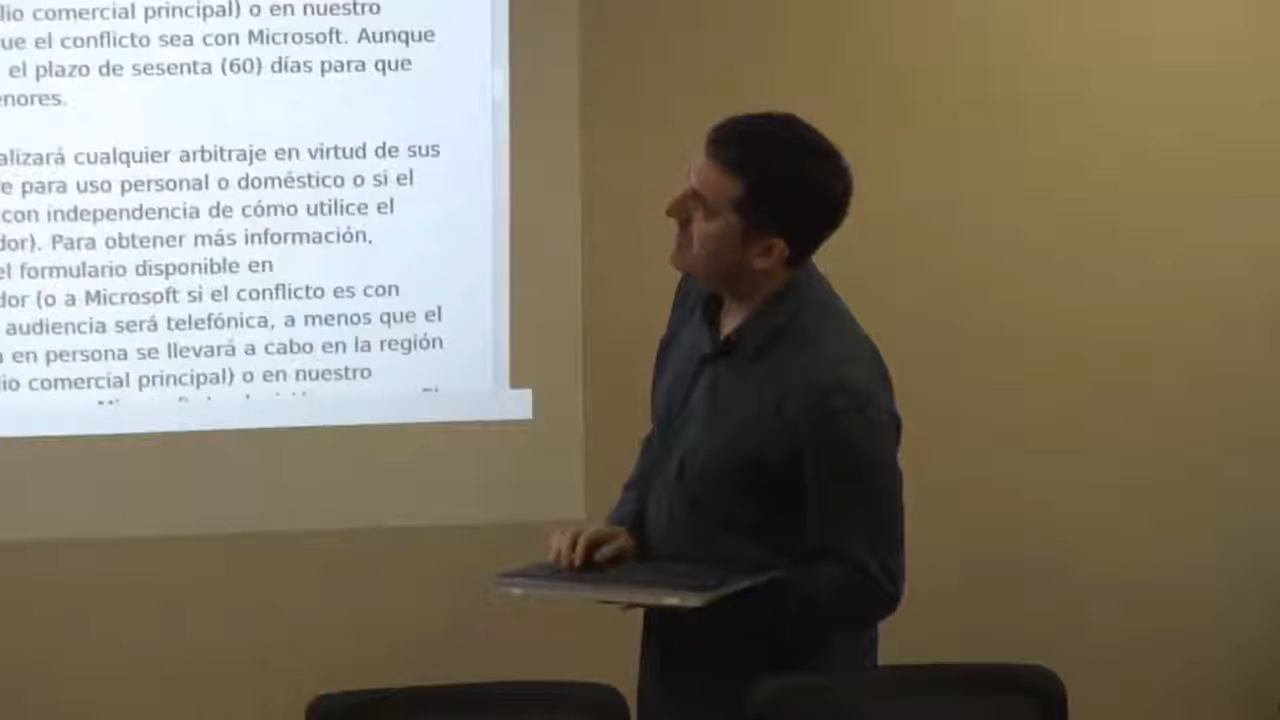 lio comercial principal) o en nuestro
ue el conflicto sea con Microsoft. Aunque
el plazo de sesenta (60) días para que
enores.
alizará cualquier arbitraje en virtud de sus
e para uso personal o doméstico o si el
con independencia de cómo utilice el
dor). Para obtener más información,
el formulario disponible en
dor (o a Microsoft si el conflicto es con
audiencia será telefónica, a menos que el
en persona se llevará a cabo en la región
lio comercial principal) o en nuestro